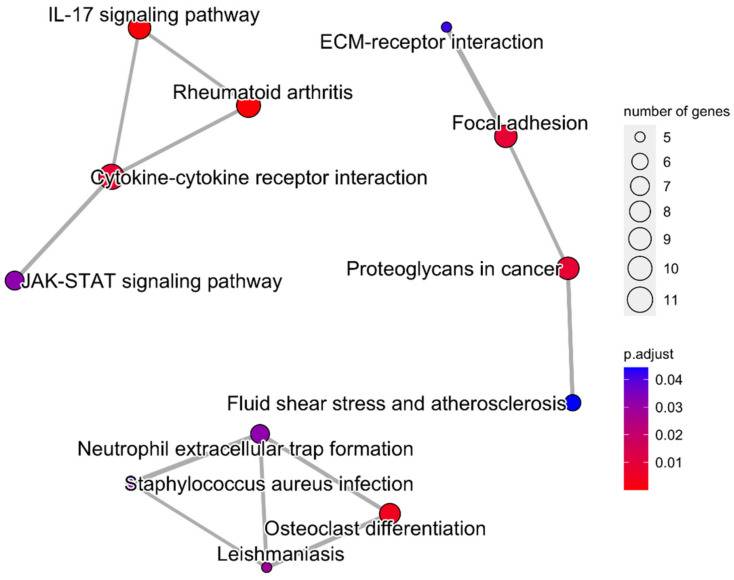 IL-17 signaling pathway
ECM-receptor interaction
Rheumatoid arthritis
Focal adhesion
Cytokine-cytokine receptor interaction
JAK-STAT signaling pathway
Proteoglycans in cancer
Fluid shear stress and atherosclerosis
Neutrophil extracellular trap formation
Staphylococcus aureus infection
Osteoclast differentiation
Leishmaniasis
number of genes
5
6
7
8
9
10
11
p.adjust
0.04
0.03
0.02
0.01